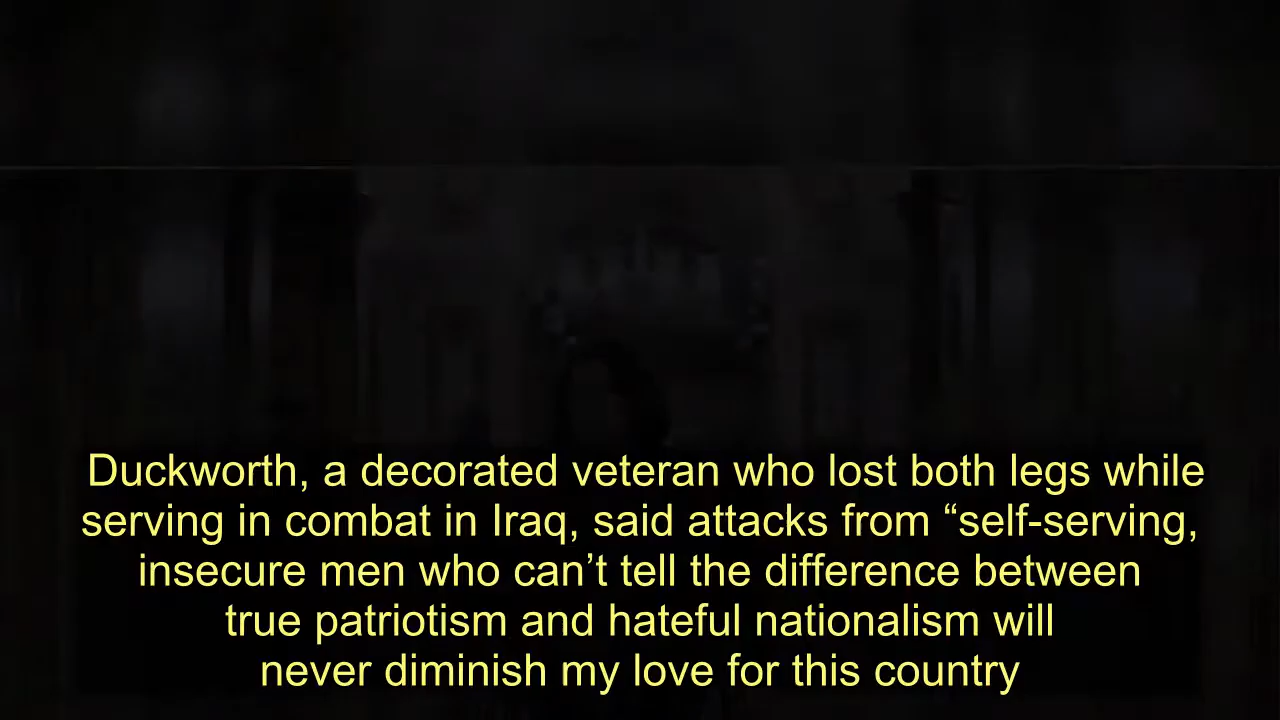 Duckworth, a decorated veteran who lost both legs while
serving in combat in Iraq, said attacks from “self-serving,
insecure men who can’t tell the difference between
true patriotism and hateful nationalism will
never diminish my love for this country